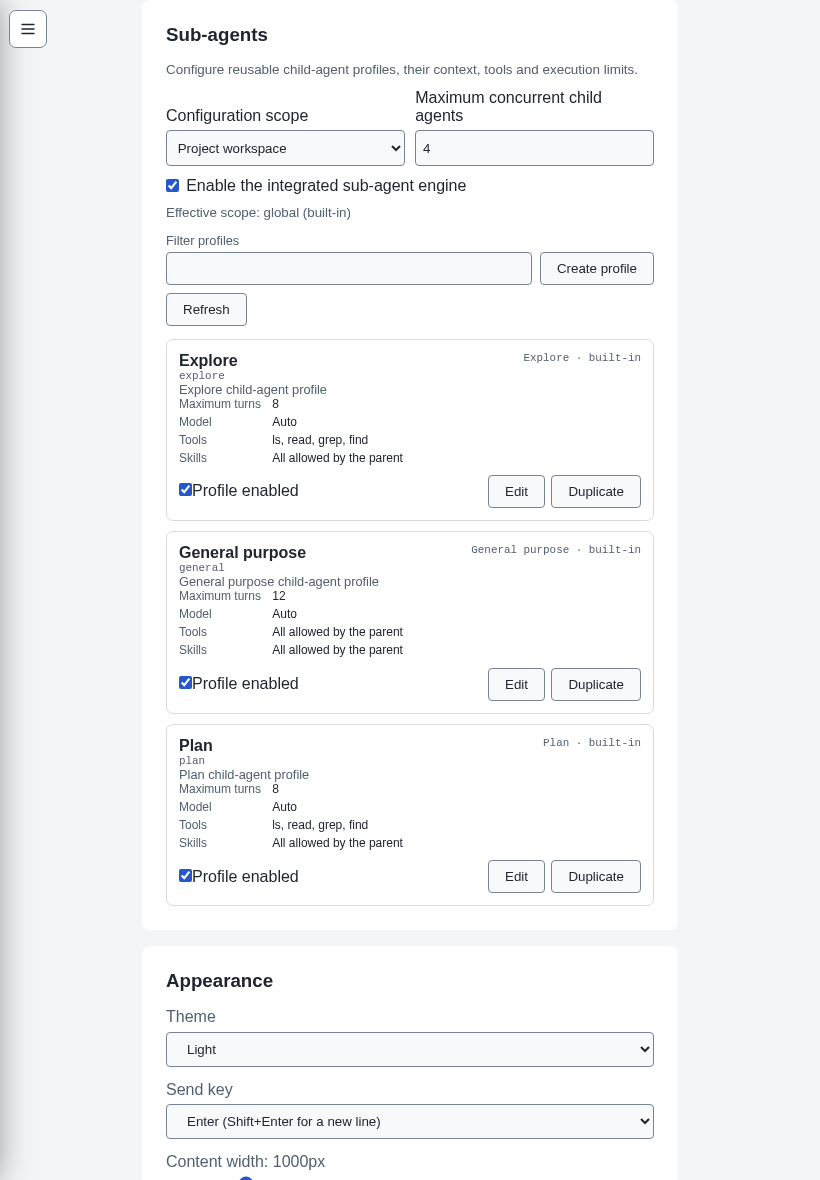 Sub-agents
Configure reusable child-agent profiles, their context, tools and execution limits.
Configuration scope
Maximum concurrent child
agents
Project workspace
4
Enable the integrated sub-agent engine
Effective scope: global (built-in)
Filter profiles
Create profile
Refresh
Explore
Explore · built-in
explore
Explore child-agent profile
Maximum turns 8
Model Auto
Tools ls, read, grep, find
Skills All allowed by the parent
Profile enabled
Edit
Duplicate
General purpose
General purpose · built-in
general
General purpose child-agent profile
Maximum turns 12
Model Auto
Tools All allowed by the parent
Skills All allowed by the parent
Profile enabled
Edit
Duplicate
Plan
Plan · built-in
plan
Plan child-agent profile
Maximum turns 8
Model Auto
Tools ls, read, grep, find
Skills All allowed by the parent
Profile enabled
Edit
Duplicate
Appearance
Theme
Light
Send key
Enter (Shift+Enter for a new line)
Content width: 1000px